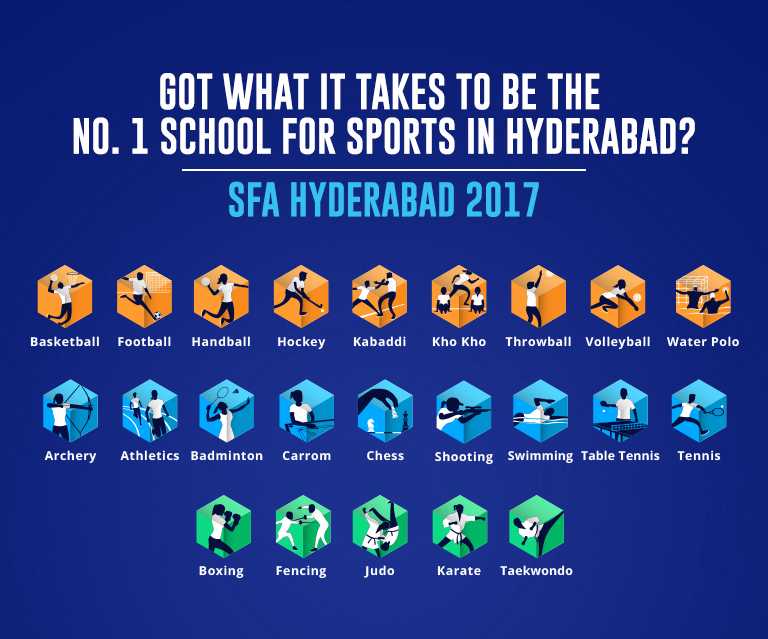 GOT WHAT IT TAKES TO BE THE
NO. 1 SCHOOL FOR SPORTS IN HYDERABAD?
SFA HYDERABAD 2017
Basketball Football Handball Hockey Kabaddi Kho Kho Throwball Volleyball Water Polo
Archery Athletics Badminton Carrom Chess Shooting Swimming Table Tennis Tennis
Boxing Fencing Judo Karate Taekwondo